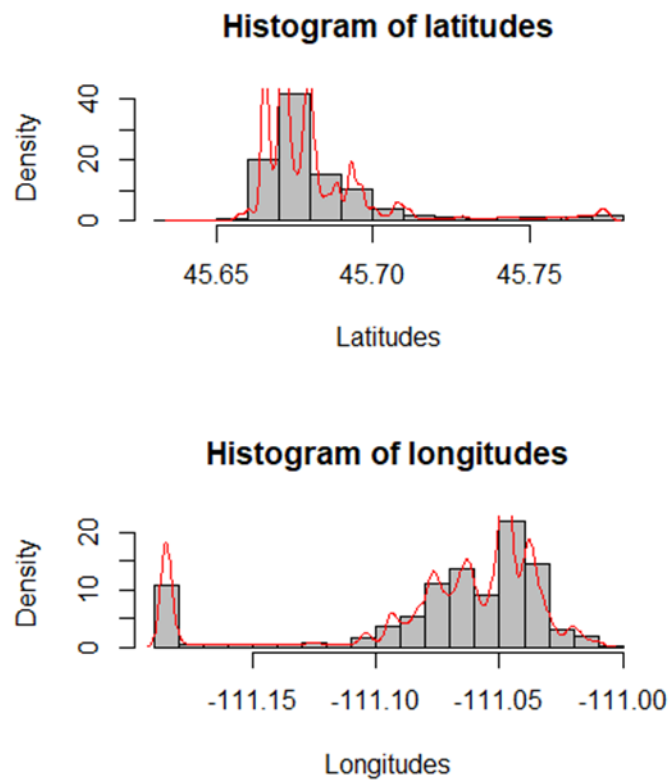 Histogram of latitudes
Density
0 20 40
45.65 45.70 45.75
Latitudes
Histogram of longitudes
Density
0 10 20
-111.15 -111.10 -111.05 -111.00
Longitudes